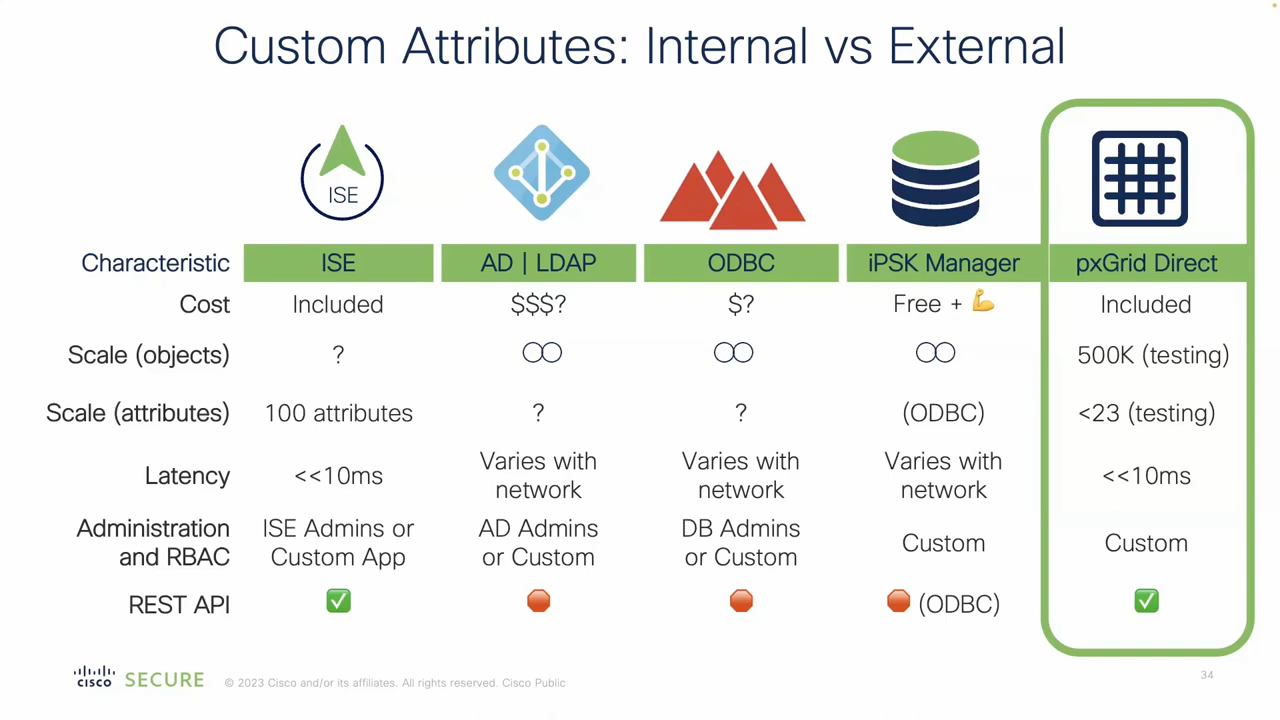 Custom Attributes: Internal vs External
ISE
Characteristic ISE AD | LDAP ODBC iPSK Manager pxGrid Direct
Cost Included $$$? $? Free + 💪 Included
Scale (objects) ? ∞ ∞ ∞ 500K (testing)
Scale (attributes) 100 attributes ? ? (ODBC) <23 (testing)
Latency <<10ms Varies with network Varies with network Varies with network <<10ms
Administration and RBAC ISE Admins or Custom App AD Admins or Custom DB Admins or Custom Custom Custom
REST API ✅ 🛑 🛑 🛑 (ODBC) ✅
CISCO SECURE © 2023 Cisco and/or its affiliates. All rights reserved. Cisco Public
34